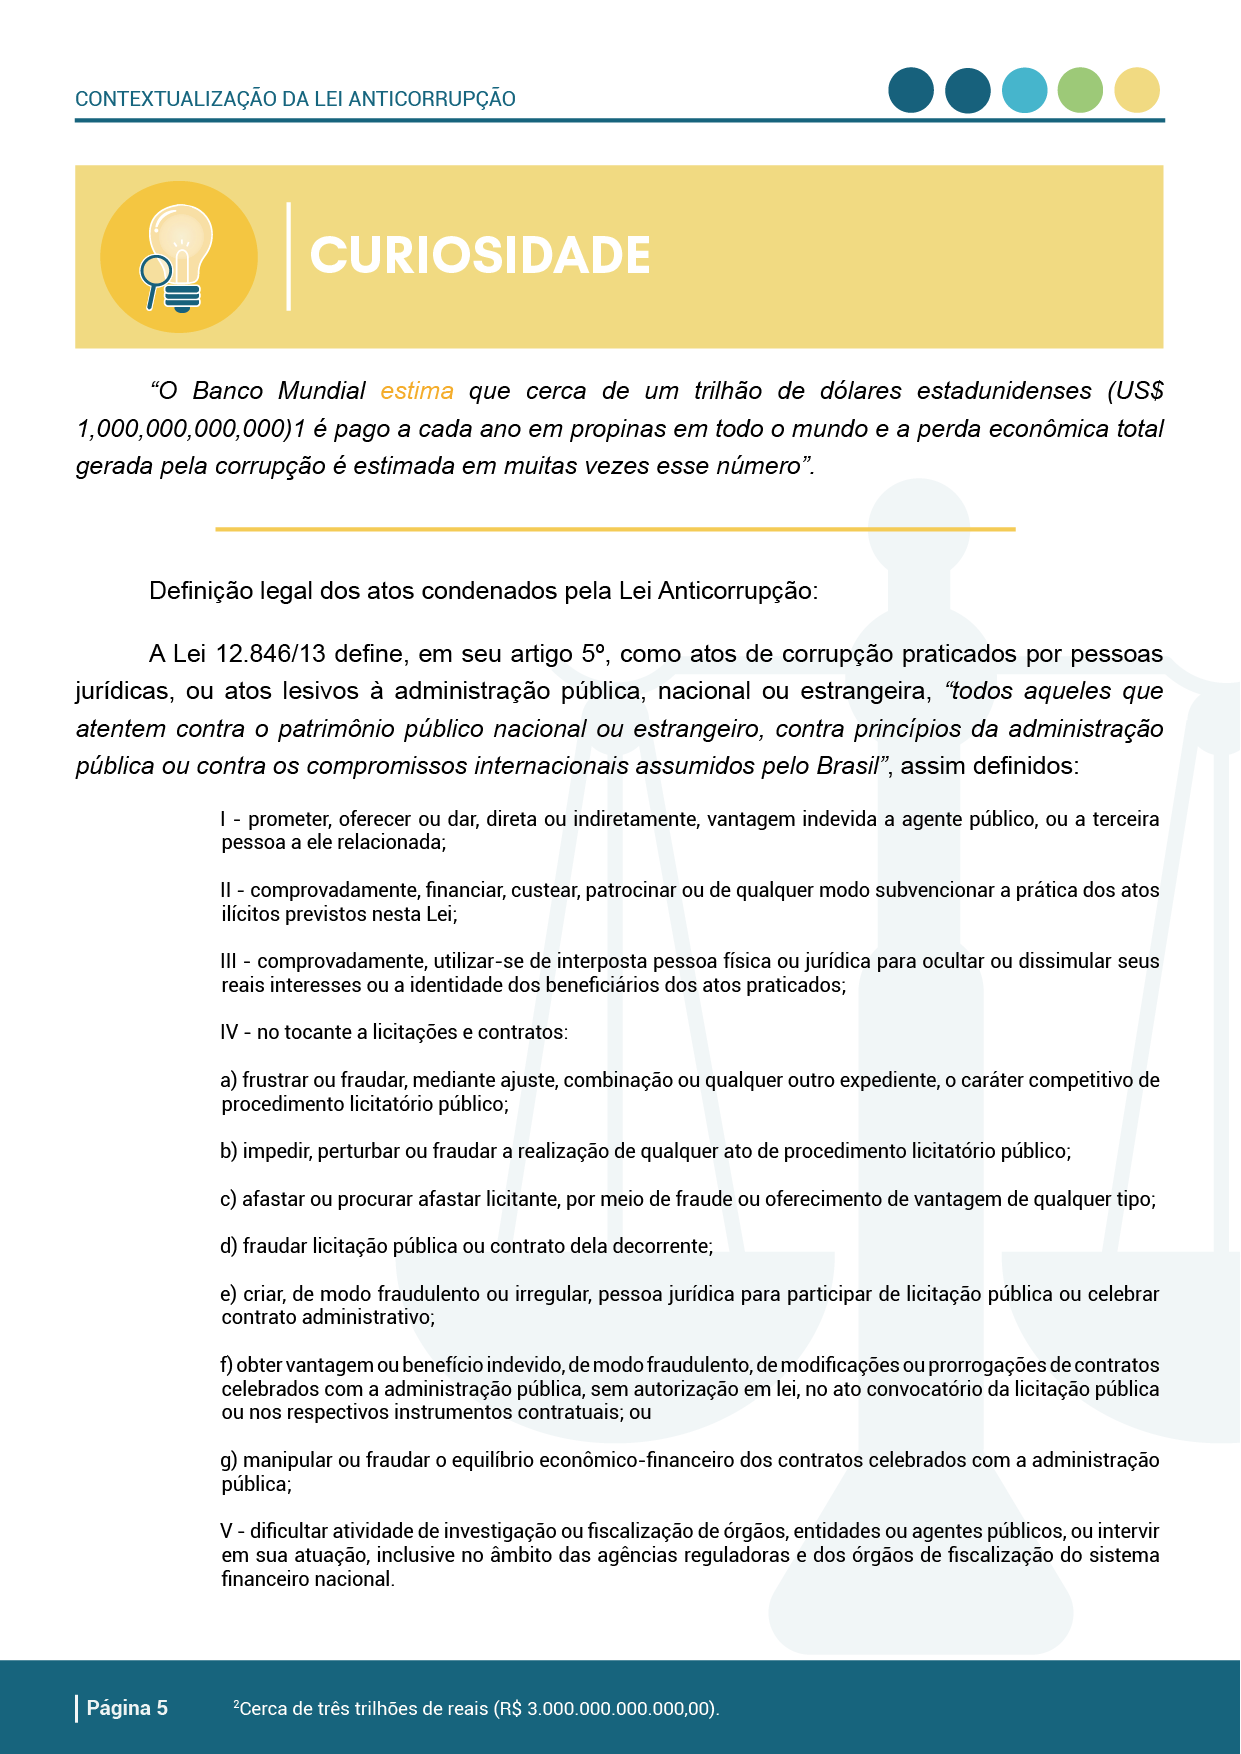 CONTEXTUALIZAÇÃO DA LEI ANTICORRUPÇÃO
CURIOSIDADE
“O Banco Mundial estima que cerca de um trilhão de dólares estadunidenses (US$
1,000,000,000,000)1 é pago a cada ano em propinas em todo o mundo e a perda econômica total
gerada pela corrupção é estimada em muitas vezes esse número”.
Definição legal dos atos condenados pela Lei Anticorrupção:
A Lei 12.846/13 define, em seu artigo 5º, como atos de corrupção praticados por pessoas
jurídicas, ou atos lesivos à administração pública, nacional ou estrangeira, “todos aqueles que
atentem contra o patrimônio público nacional ou estrangeiro, contra princípios da administração
pública ou contra os compromissos internacionais assumidos pelo Brasil”, assim definidos:
I - prometer, oferecer ou dar, direta ou indiretamente, vantagem indevida a agente público, ou a terceira
pessoa a ele relacionada;
II - comprovadamente, financiar, custear, patrocinar ou de qualquer modo subvencionar a prática dos atos
ilícitos previstos nesta Lei;
III - comprovadamente, utilizar-se de interposta pessoa física ou jurídica para ocultar ou dissimular seus
reais interesses ou a identidade dos beneficiários dos atos praticados;
IV - no tocante a licitações e contratos:
a) frustrar ou fraudar, mediante ajuste, combinação ou qualquer outro expediente, o caráter competitivo de
procedimento licitatório público;
b) impedir, perturbar ou fraudar a realização de qualquer ato de procedimento licitatório público;
c) afastar ou procurar afastar licitante, por meio de fraude ou oferecimento de vantagem de qualquer tipo;
d) fraudar licitação pública ou contrato dela decorrente;
e) criar, de modo fraudulento ou irregular, pessoa jurídica para participar de licitação pública ou celebrar
contrato administrativo;
f) obter vantagem ou benefício indevido, de modo fraudulento, de modificações ou prorrogações de contratos
celebrados com a administração pública, sem autorização em lei, no ato convocatório da licitação pública
ou nos respectivos instrumentos contratuais; ou
g) manipular ou fraudar o equilíbrio econômico-financeiro dos contratos celebrados com a administração
pública;
V - dificultar atividade de investigação ou fiscalização de órgãos, entidades ou agentes públicos, ou intervir
em sua atuação, inclusive no âmbito das agências reguladoras e dos órgãos de fiscalização do sistema
financeiro nacional.
Página 5
²Cerca de três trilhões de reais (R$ 3.000.000.000.000,00).